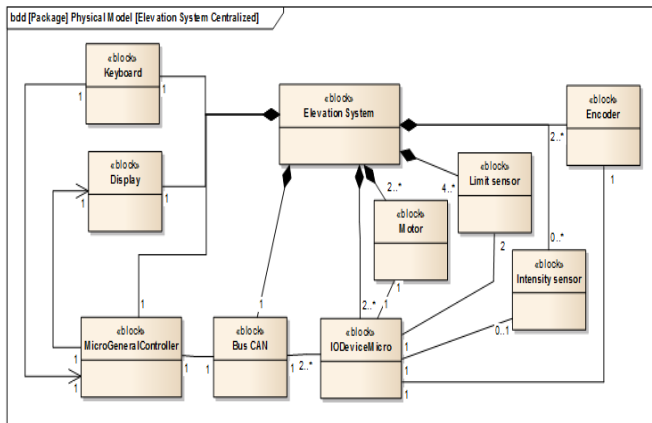 bdd [Package] Physical Model [Elevation System Centralized]
«block»
Keyboard
1
1
«block»
Elevation System
«block»
Encoder
2..*
1
«block»
Display
1
«block»
Limit sensor
4..*
2
2..*
«block»
Motor
1
0..*
«block»
Intensity sensor
0..1
1
1
2..*
1
«block»
MicroGeneralController
1
1
1
«block»
Bus CAN
1
2..*
«block»
IODeviceMicro
1
1
1
1